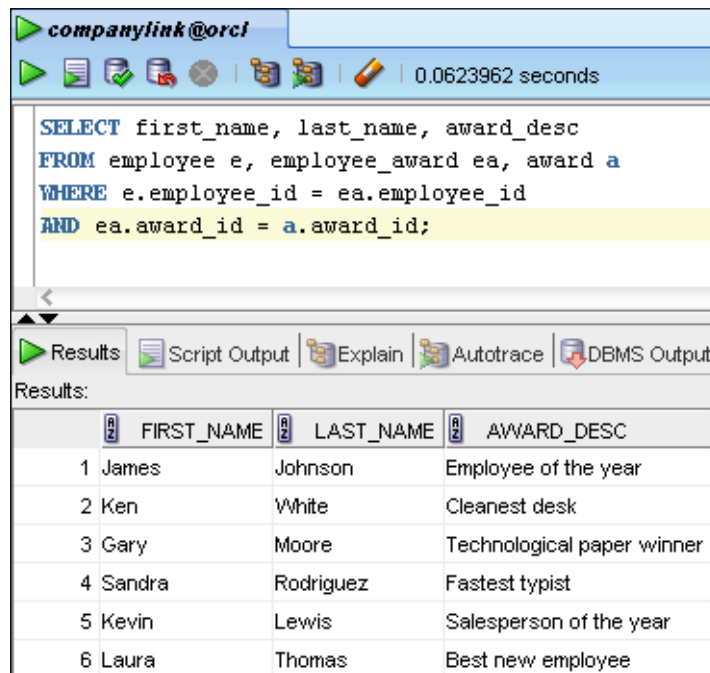 companylink@orcl
0.0623962 seconds
SELECT first_name, last_name, award_desc
FROM employee e, employee_award ea, award a
WHERE e.employee_id = ea.employee_id
AND ea.award_id = a.award_id;
Results Script Output Explain Autotrace DBMS Output
Results:
FIRST_NAME LAST_NAME AWARD_DESC
1 James Johnson Employee of the year
2 Ken White Cleanest desk
3 Gary Moore Technological paper winner
4 Sandra Rodriguez Fastest typist
5 Kevin Lewis Salesperson of the year
6 Laura Thomas Best new employee